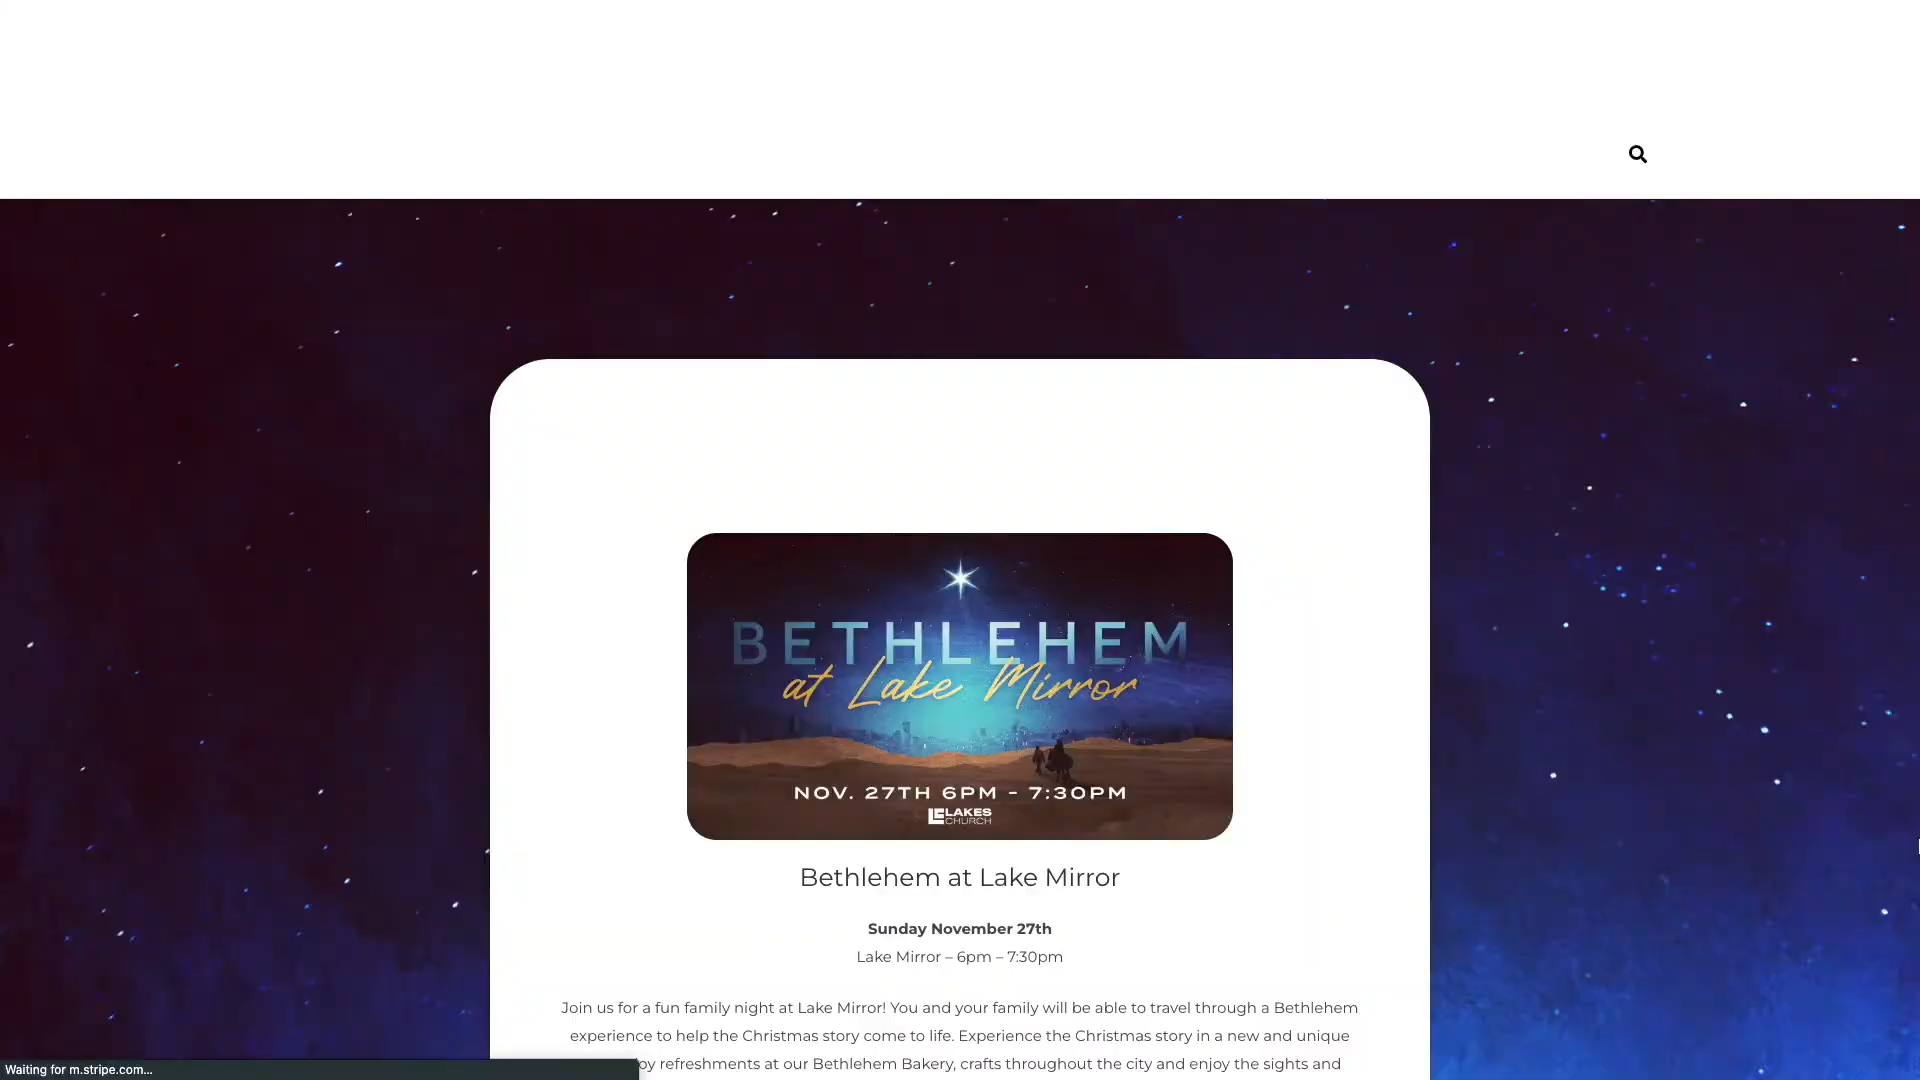 BETHLEHEM
at Lake Mirror
NOV. 27TH 6PM - 7:30PM
LAKES
CHURCH
Bethlehem at Lake Mirror
Sunday November 27th
Lake Mirror – 6pm – 7:30pm
Join us for a fun family night at Lake Mirror! You and your family will be able to travel through a Bethlehem
experience to help the Christmas story come to life. Experience the Christmas story in a new and unique
refreshments at our Bethlehem Bakery, crafts throughout the city and enjoy the sights and
Waiting for m.stripe.com...